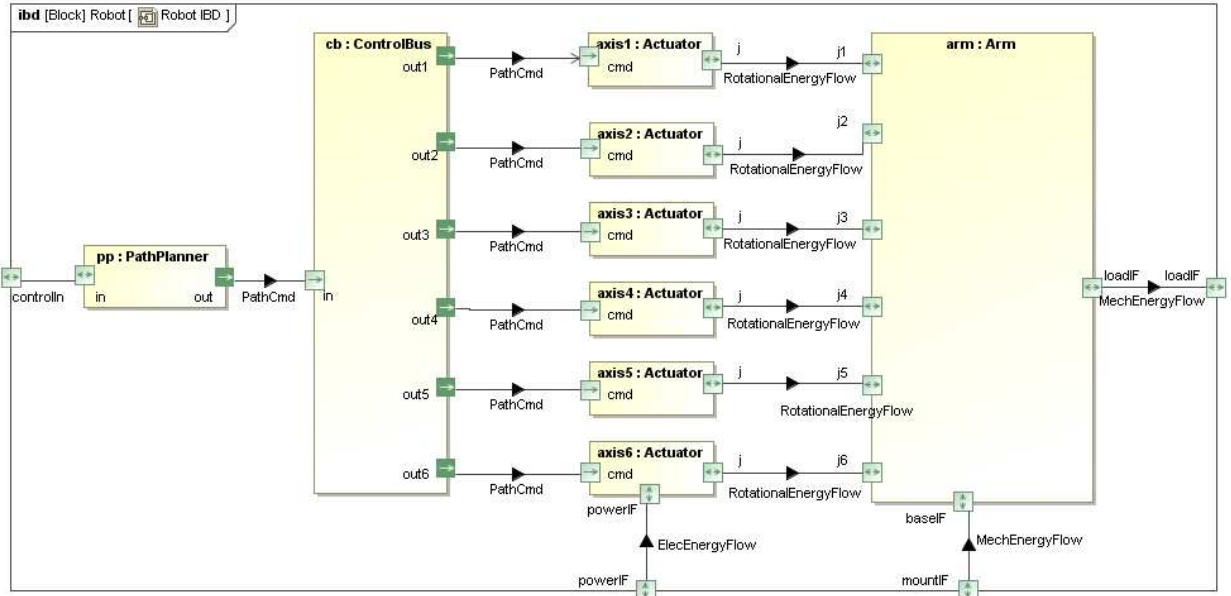 ibd [Block] Robot [ Robot IBD ]
cb : ControlBus
axis1 : Actuator
arm : Arm
out1
PathCmd
cmd
j
j1
RotationalEnergyFlow
axis2 : Actuator
j2
out2
PathCmd
cmd
j
RotationalEnergyFlow
axis3 : Actuator
out3
PathCmd
cmd
j
j3
RotationalEnergyFlow
pp : PathPlanner
controlIn
in
out
PathCmd
in
loadIF
loadIF
MechEnergyFlow
axis4 : Actuator
out4
PathCmd
cmd
j
j4
RotationalEnergyFlow
axis5 : Actuator
out5
PathCmd
cmd
j
j5
RotationalEnergyFlow
axis6 : Actuator
out6
PathCmd
cmd
j
j6
RotationalEnergyFlow
powerIF
baseIF
ElecEnergyFlow
MechEnergyFlow
powerIF
mountIF